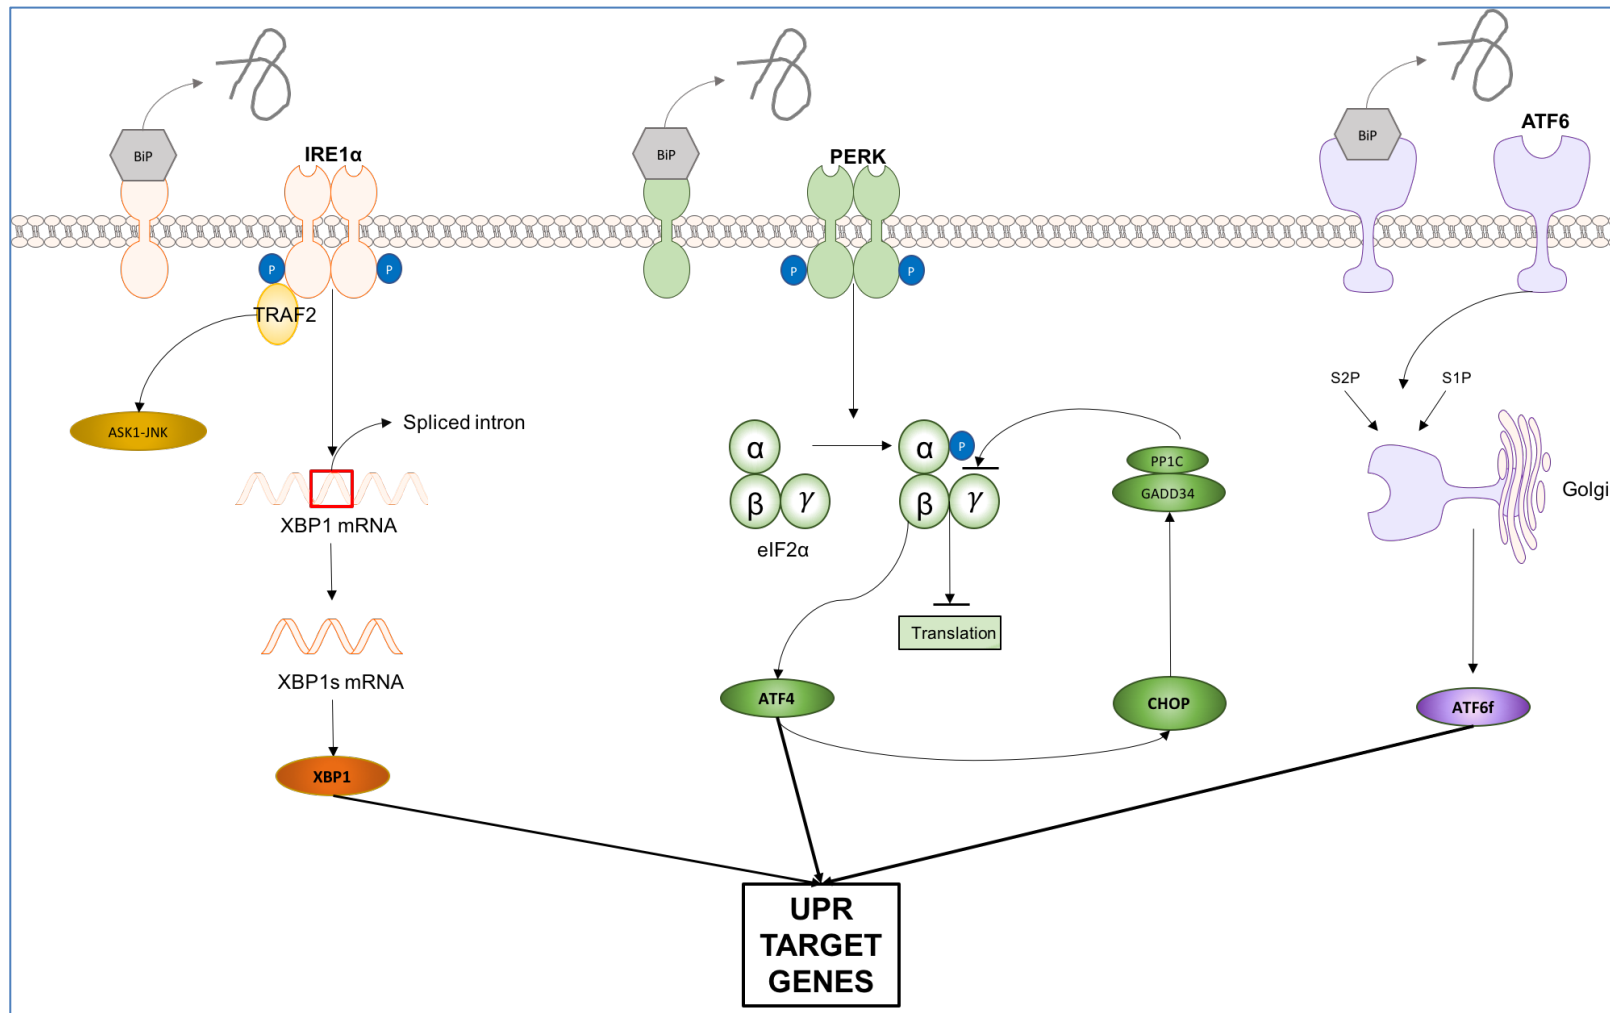 BiP
IRE1α
BiP
PERK
BiP
ATF6
P
P
TRAF2
P
P
S2P
S1P
ASK1-JNK
Spliced intron
XBP1 mRNA
α
β
γ
eIF2α
α
P
β
γ
PP1C
GADD34
Golgi
Translation
XBP1s mRNA
ATF4
CHOP
ATF6f
XBP1
UPR
TARGET
GENES